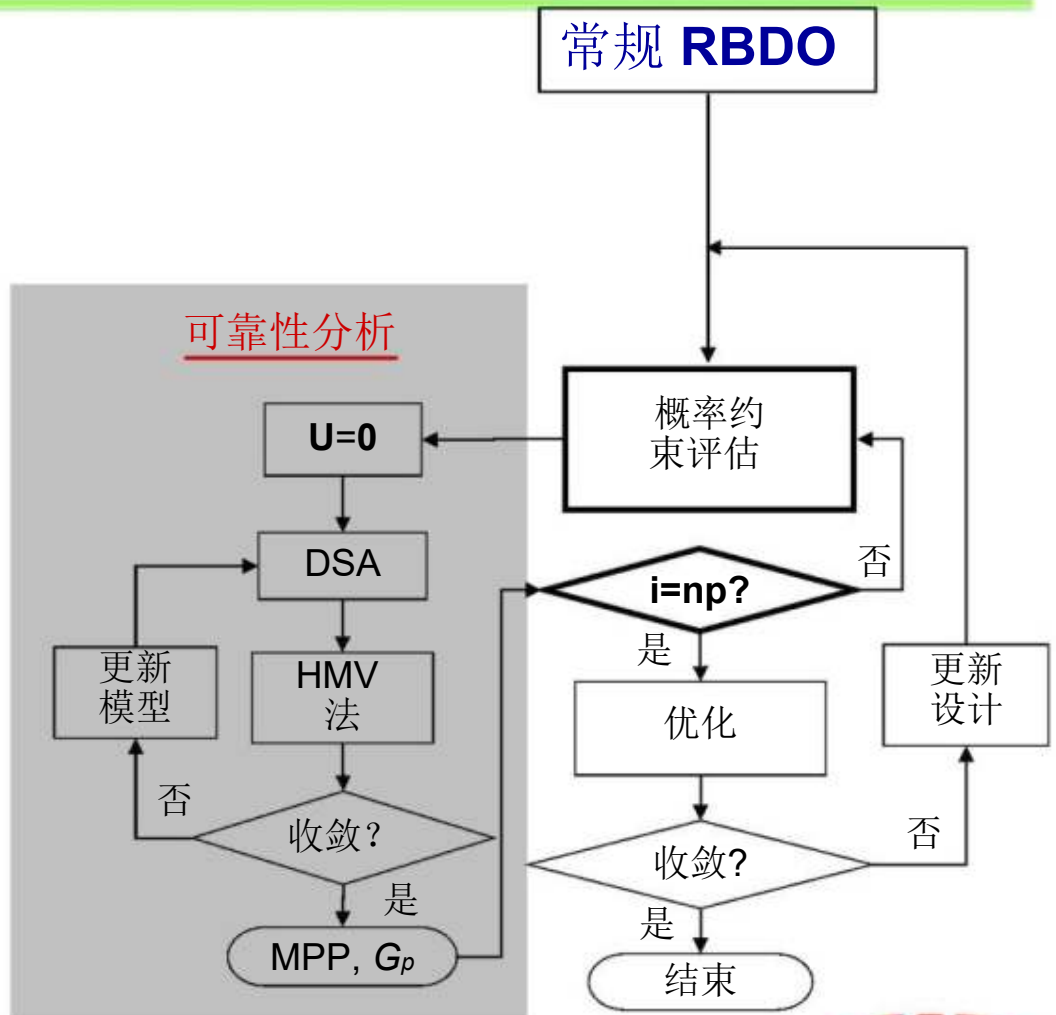 常规 RBDO
可靠性分析
概率约
束评估
U=0
DSA
否
i=np?
更新
模型
HMV
法
是
优化
更新
设计
否
收敛？
收敛?
否
是
MPP, Gp
是
结束